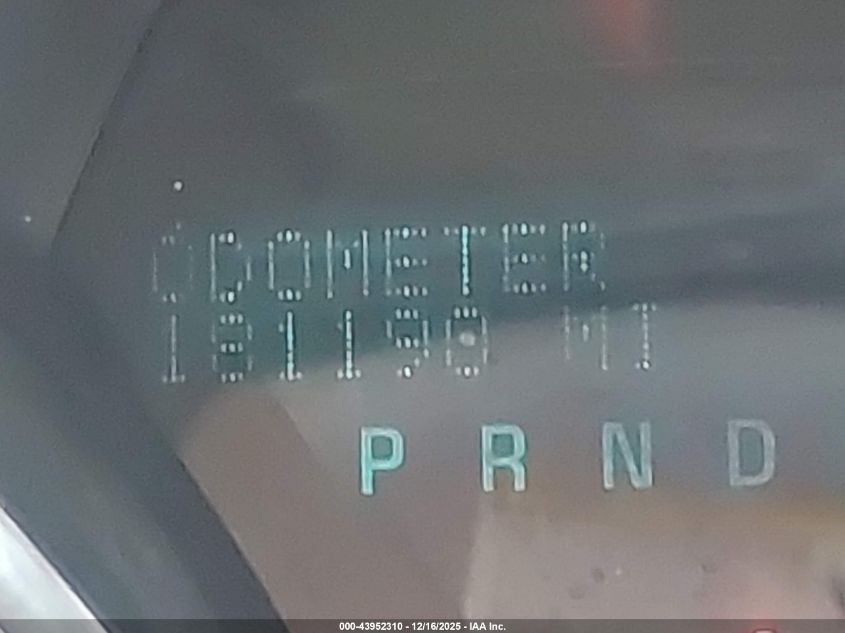 ODOMETER
181190 MI
P R N D
000-43952310 - 12/16/2025 - IAA Inc.